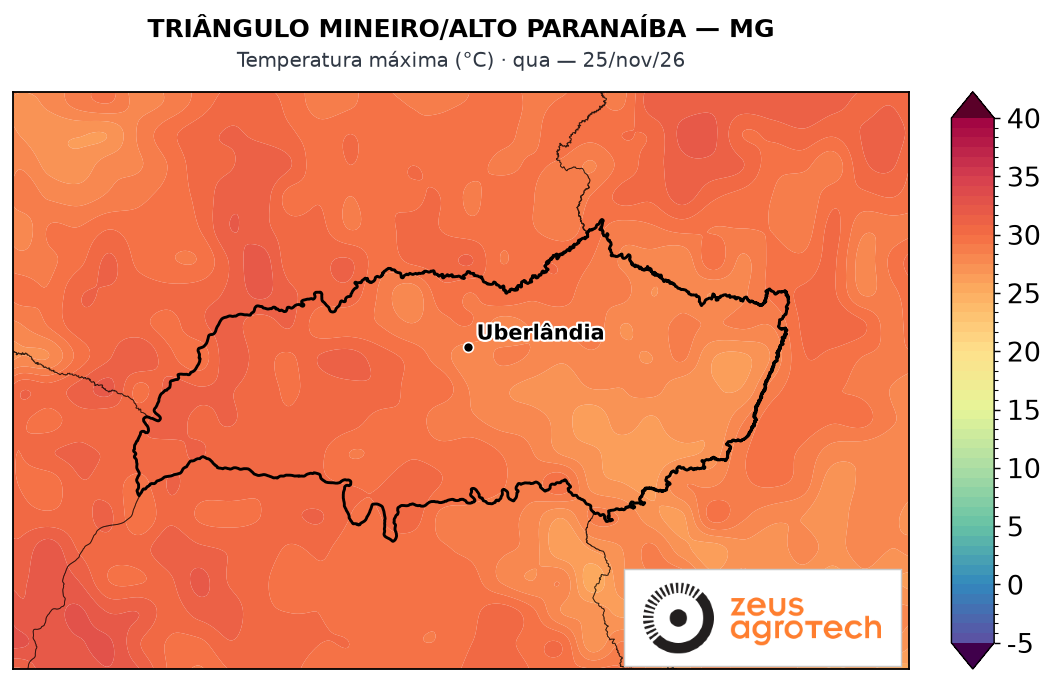 TRIÂNGULO MINEIRO/ALTO PARANAÍBA — MG
Temperatura máxima (°C) · qua — 25/nov/26
Uberlândia
40
35
30
25
20
15
10
5
0
-5
zeus
agrotech